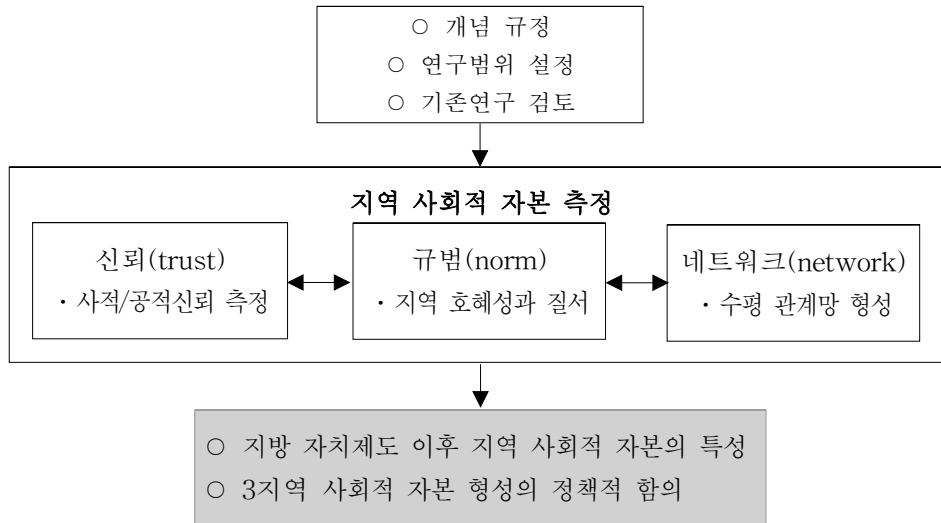 ○ 개념 규정
○ 연구범위 설정
○ 기존연구 검토
지역 사회적 자본 측정
신뢰(trust)
· 사적/공적신뢰 측정
규범(norm)
· 지역 호혜성과 질서
네트워크(network)
· 수평 관계망 형성
○ 지방 자치제도 이후 지역 사회적 자본의 특성
○ 3지역 사회적 자본 형성의 정책적 함의